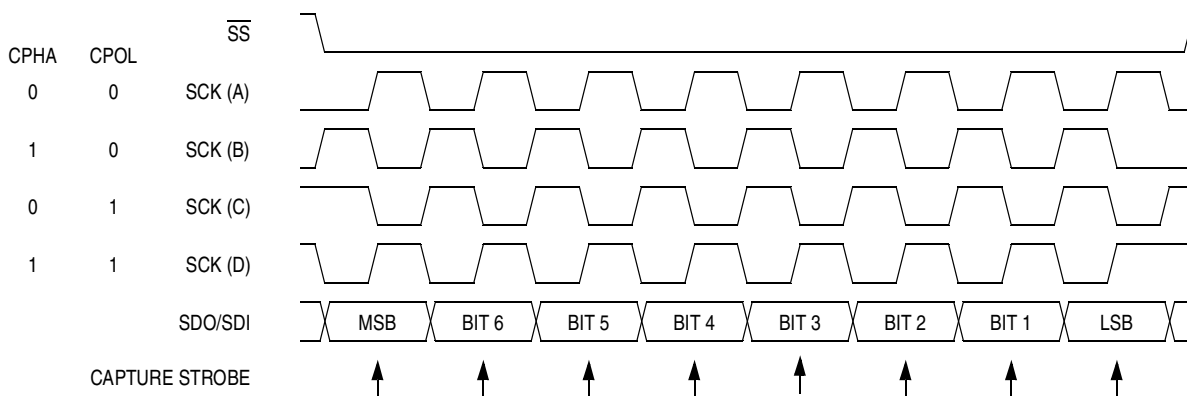 SS
CPHA CPOL
0 0 SCK (A)
1 0 SCK (B)
0 1 SCK (C)
1 1 SCK (D)
SDO/SDI MSB BIT 6 BIT 5 BIT 4 BIT 3 BIT 2 BIT 1 LSB
CAPTURE STROBE